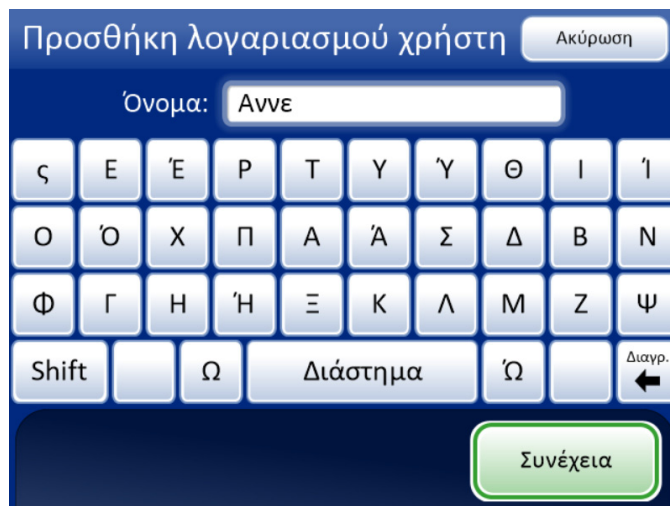 Προσθήκη λογαριασμού χρήστη Ακύρωση
Όνομα: Αννε
ς Ε Έ Ρ Τ Υ Ύ Θ Ι Ί
Ο Ό Χ Π Α Ά Σ Δ Β Ν
Φ Γ Η Ή Ξ Κ Λ Μ Ζ Ψ
Shift Ω Διάστημα Ώ Διαγρ.
Συνέχεια